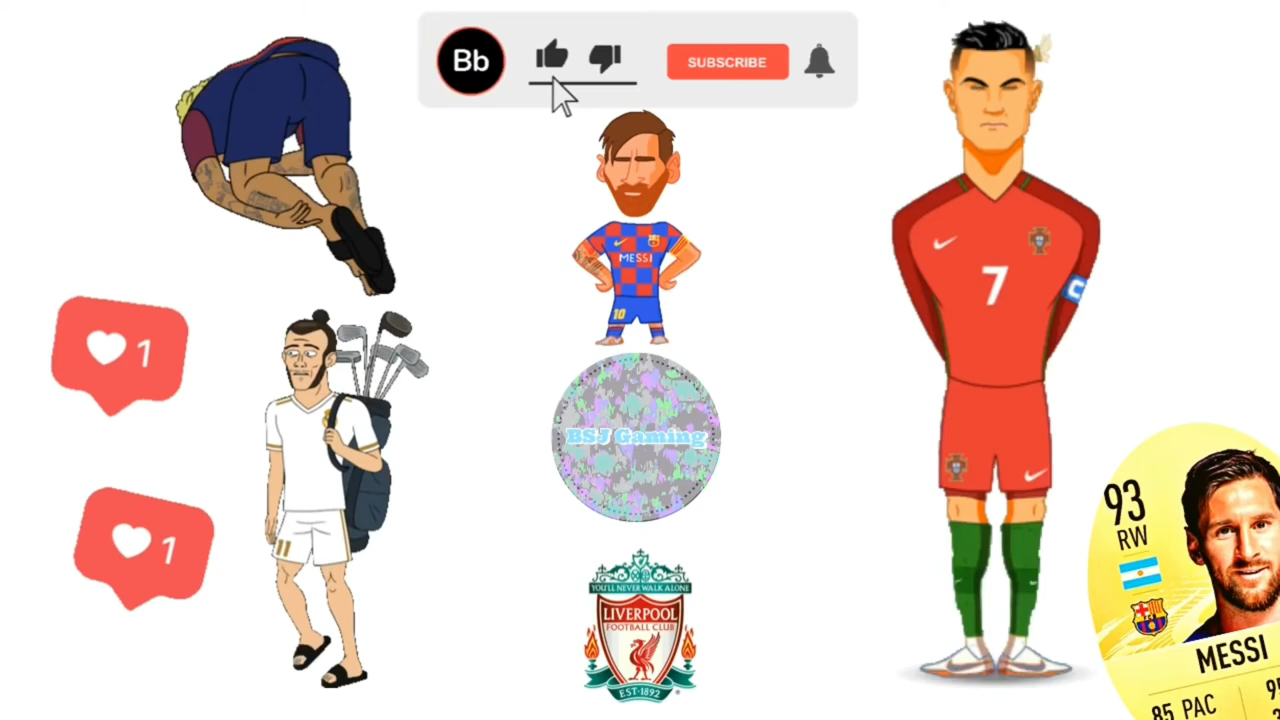 Bb
SUBSCRIBE
MESSI
10
7
C
1
11
BSJ Gaming
1
93
RW
MESSI
85 PAC
YOU'LL NEVER WALK ALONE
LIVERPOOL
FOOTBALL CLUB
EST·1892